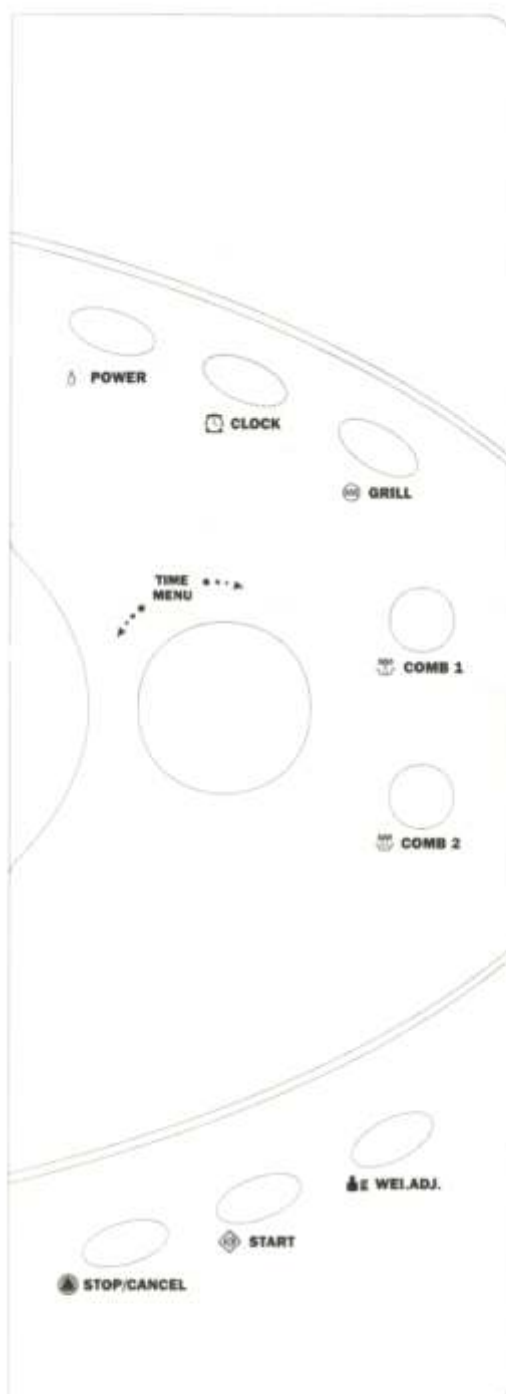 POWER
CLOCK
GRILL
TIME
MENU
COMB 1
COMB 2
g WEI.ADJ.
START
STOP/CANCEL